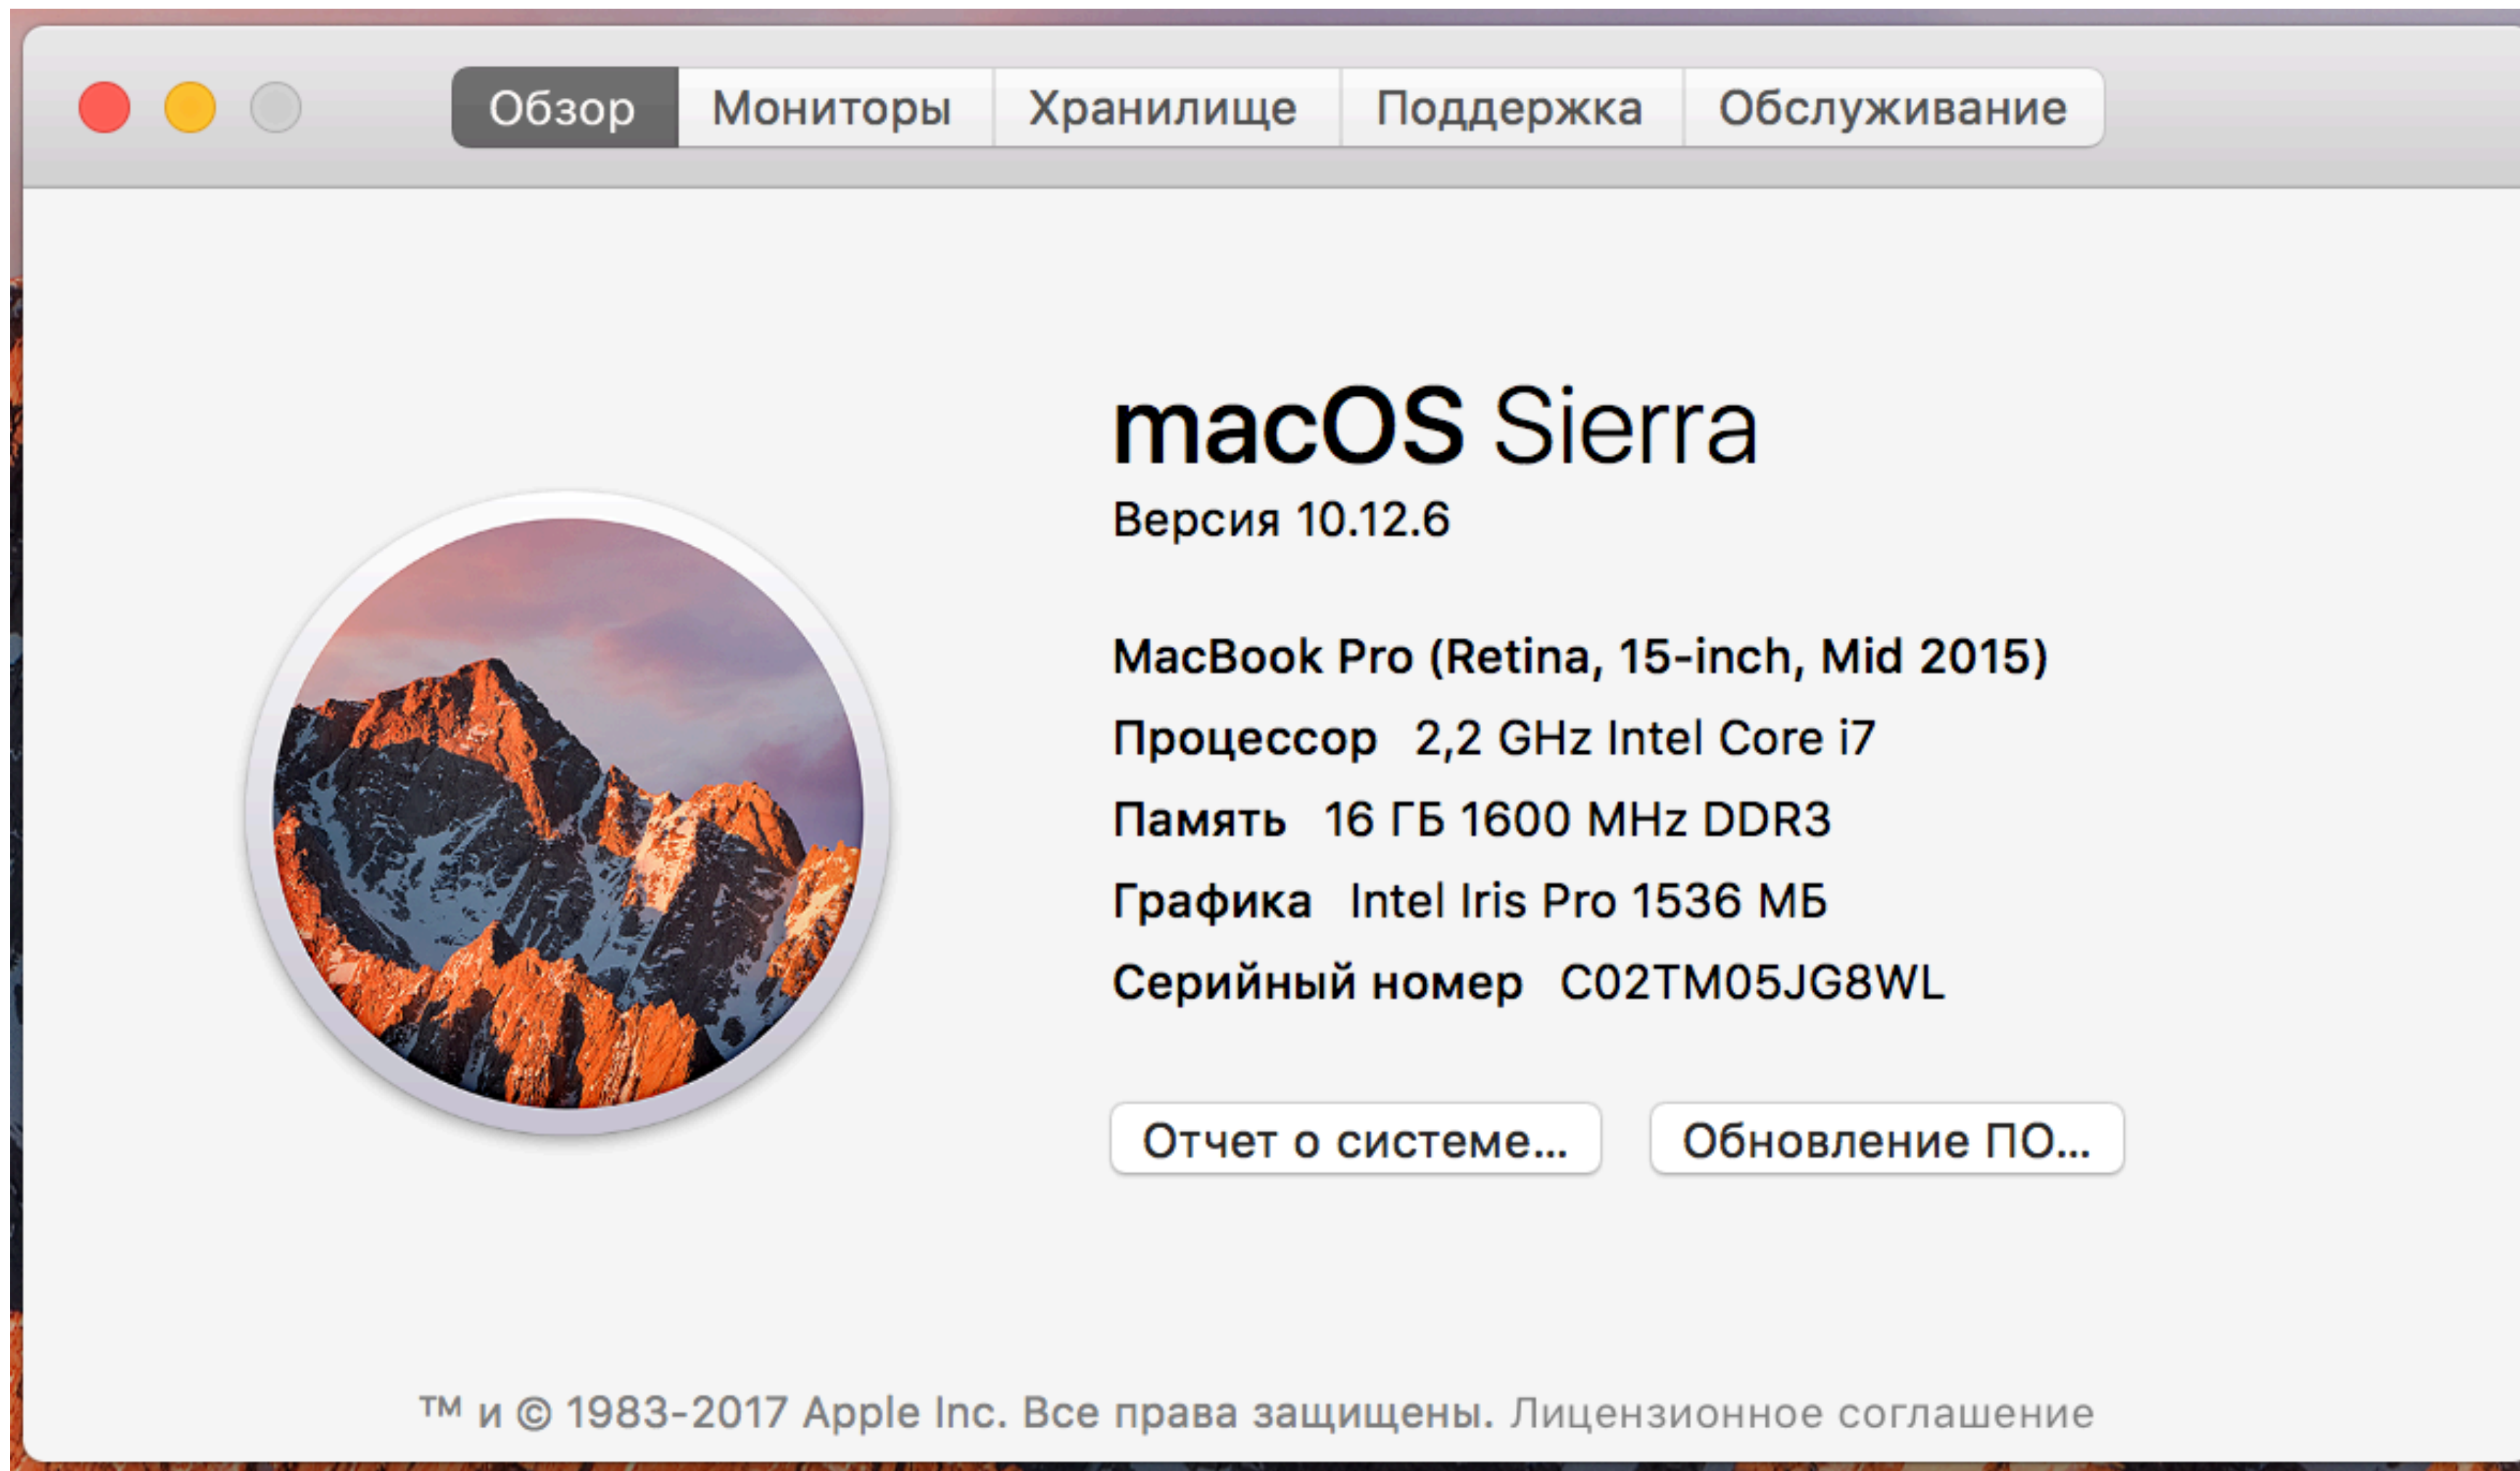 Обзор Мониторы Хранилище Поддержка Обслуживание
macOS Sierra
Версия 10.12.6
MacBook Pro (Retina, 15-inch, Mid 2015)
Процессор 2,2 GHz Intel Core i7
Память 16 ГБ 1600 MHz DDR3
Графика Intel Iris Pro 1536 МБ
Серийный номер C02TM05JG8WL
Отчет о системе... Обновление ПО...
™ и © 1983-2017 Apple Inc. Все права защищены. Лицензионное соглашение